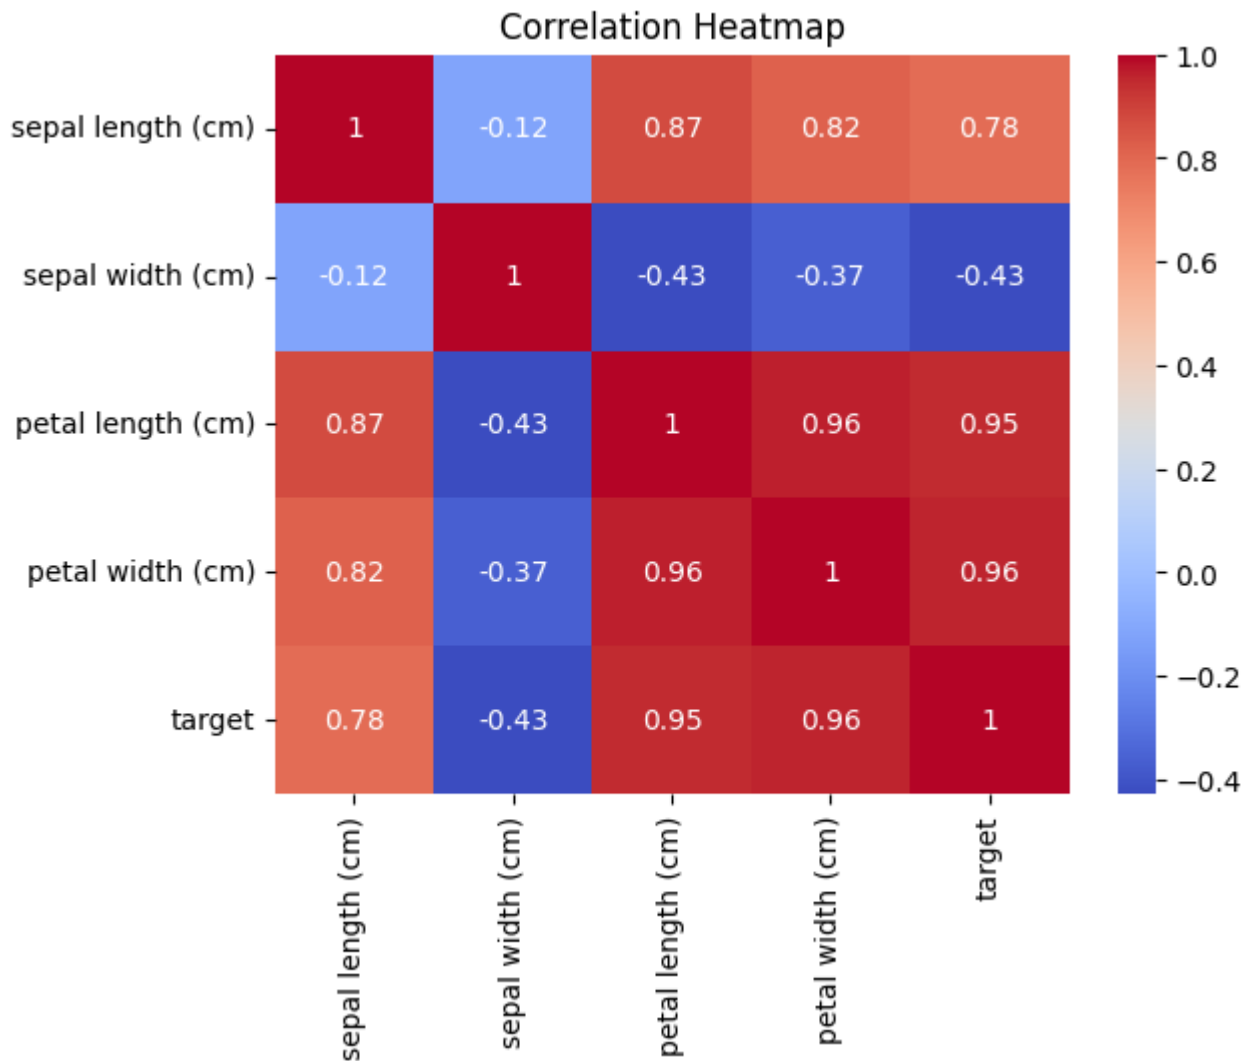 Correlation Heatmap
sepal length (cm) 1 -0.12 0.87 0.82 0.78
sepal width (cm) -0.12 1 -0.43 -0.37 -0.43
petal length (cm) 0.87 -0.43 1 0.96 0.95
petal width (cm) 0.82 -0.37 0.96 1 0.96
target 0.78 -0.43 0.95 0.96 1
sepal length (cm)
sepal width (cm)
petal length (cm)
petal width (cm)
target
1.0
0.8
0.6
0.4
0.2
0.0
−0.2
−0.4